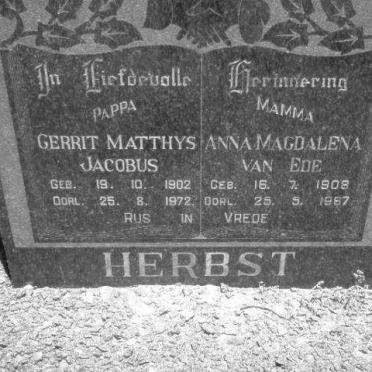 In Liefdevolle Herinnering
PAPPA MAMMA
GERRIT MATTHYS ANNA MAGDALENA
JACOBUS VAN EDE
GEB. 19. 10. 1902 GEB. 16. 7. 1908
OORL. 25. 8. 1972. OORL. 25. 5. 1987.
RUS IN VREDE
HERBST